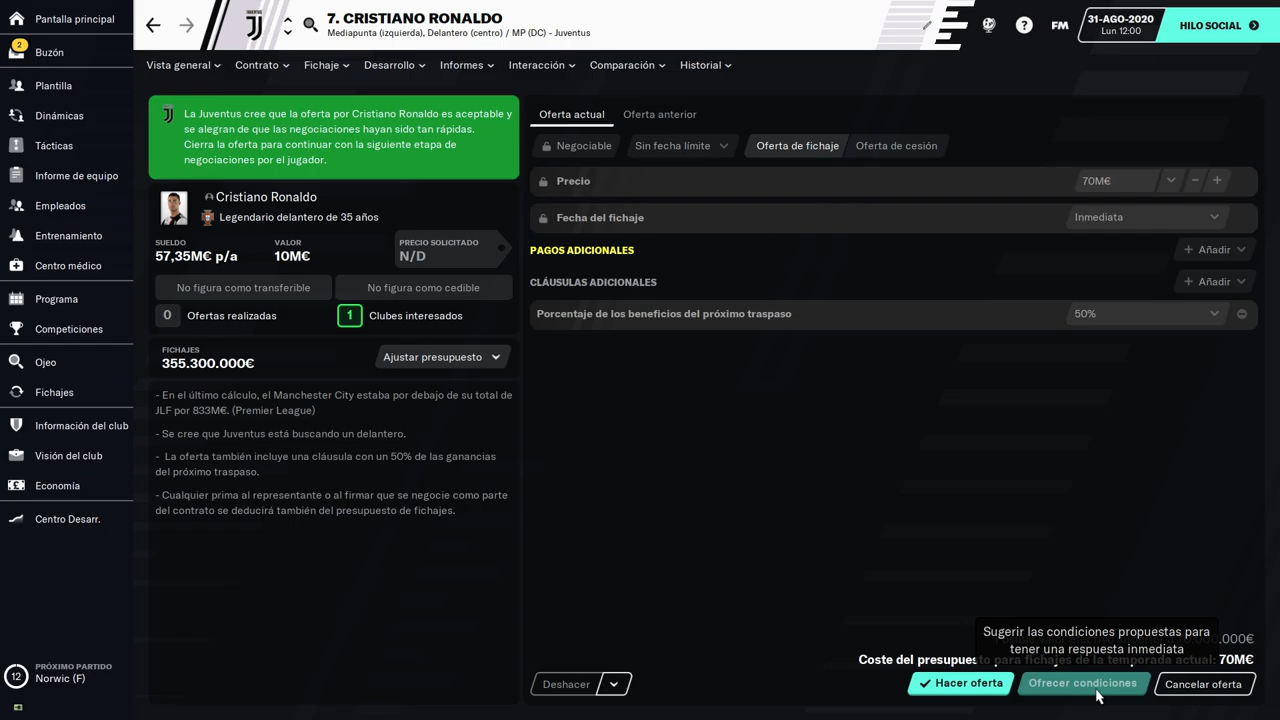 Pantalla principal
2
Buzón
Plantilla
Dinámicas
Tácticas
Informe de equipo
Empleados
Entrenamiento
Centro médico
Programa
Competiciones
Ojeo
Fichajes
Información del club
Visión del club
Economía
Centro Desarr.
12
PRÓXIMO PARTIDO
Norwic (F)
7. CRISTIANO RONALDO
Mediapunta (izquierda), Delantero (centro) / MP (DC) - Juventus
?
FM
31-AGO-2020
Lun 12:00
HILO SOCIAL
Vista general
Contrato
Fichaje
Desarrollo
Informes
Interacción
Comparación
Historial
La Juventus cree que la oferta por Cristiano Ronaldo es aceptable y
se alegran de que las negociaciones hayan sido tan rápidas.
Cierra la oferta para continuar con la siguiente etapa de
negociaciones por el jugador.
Cristiano Ronaldo
Legendario delantero de 35 años
SUELDO
57,35M€ p/a
VALOR
10M€
PRECIO SOLICITADO
N/D
No figura como transferible
No figura como cedible
0 Ofertas realizadas
1 Clubes interesados
FICHAJES
355.300.000€
Ajustar presupuesto
- En el último cálculo, el Manchester City estaba por debajo de su total de
JLF por 833M€. (Premier League)
- Se cree que Juventus está buscando un delantero.
- La oferta también incluye una cláusula con un 50% de las ganancias
del próximo traspaso.
- Cualquier prima al representante o al firmar que se negocie como parte
del contrato se deducirá también del presupuesto de fichajes.
Oferta actual
Oferta anterior
Negociable
Sin fecha límite
Oferta de fichaje
Oferta de cesión
Precio
70M€
- +
Fecha del fichaje
Inmediata
PAGOS ADICIONALES
+ Añadir
CLÁUSULAS ADICIONALES
+ Añadir
Porcentaje de los beneficios del próximo traspaso
50%
Sugerir las condiciones propuestas para
tener una respuesta inmediata
.000€
Coste del presupuesto para fichajes de la temporada actual: 70M€
Deshacer
Hacer oferta
Ofrecer condiciones
Cancelar oferta